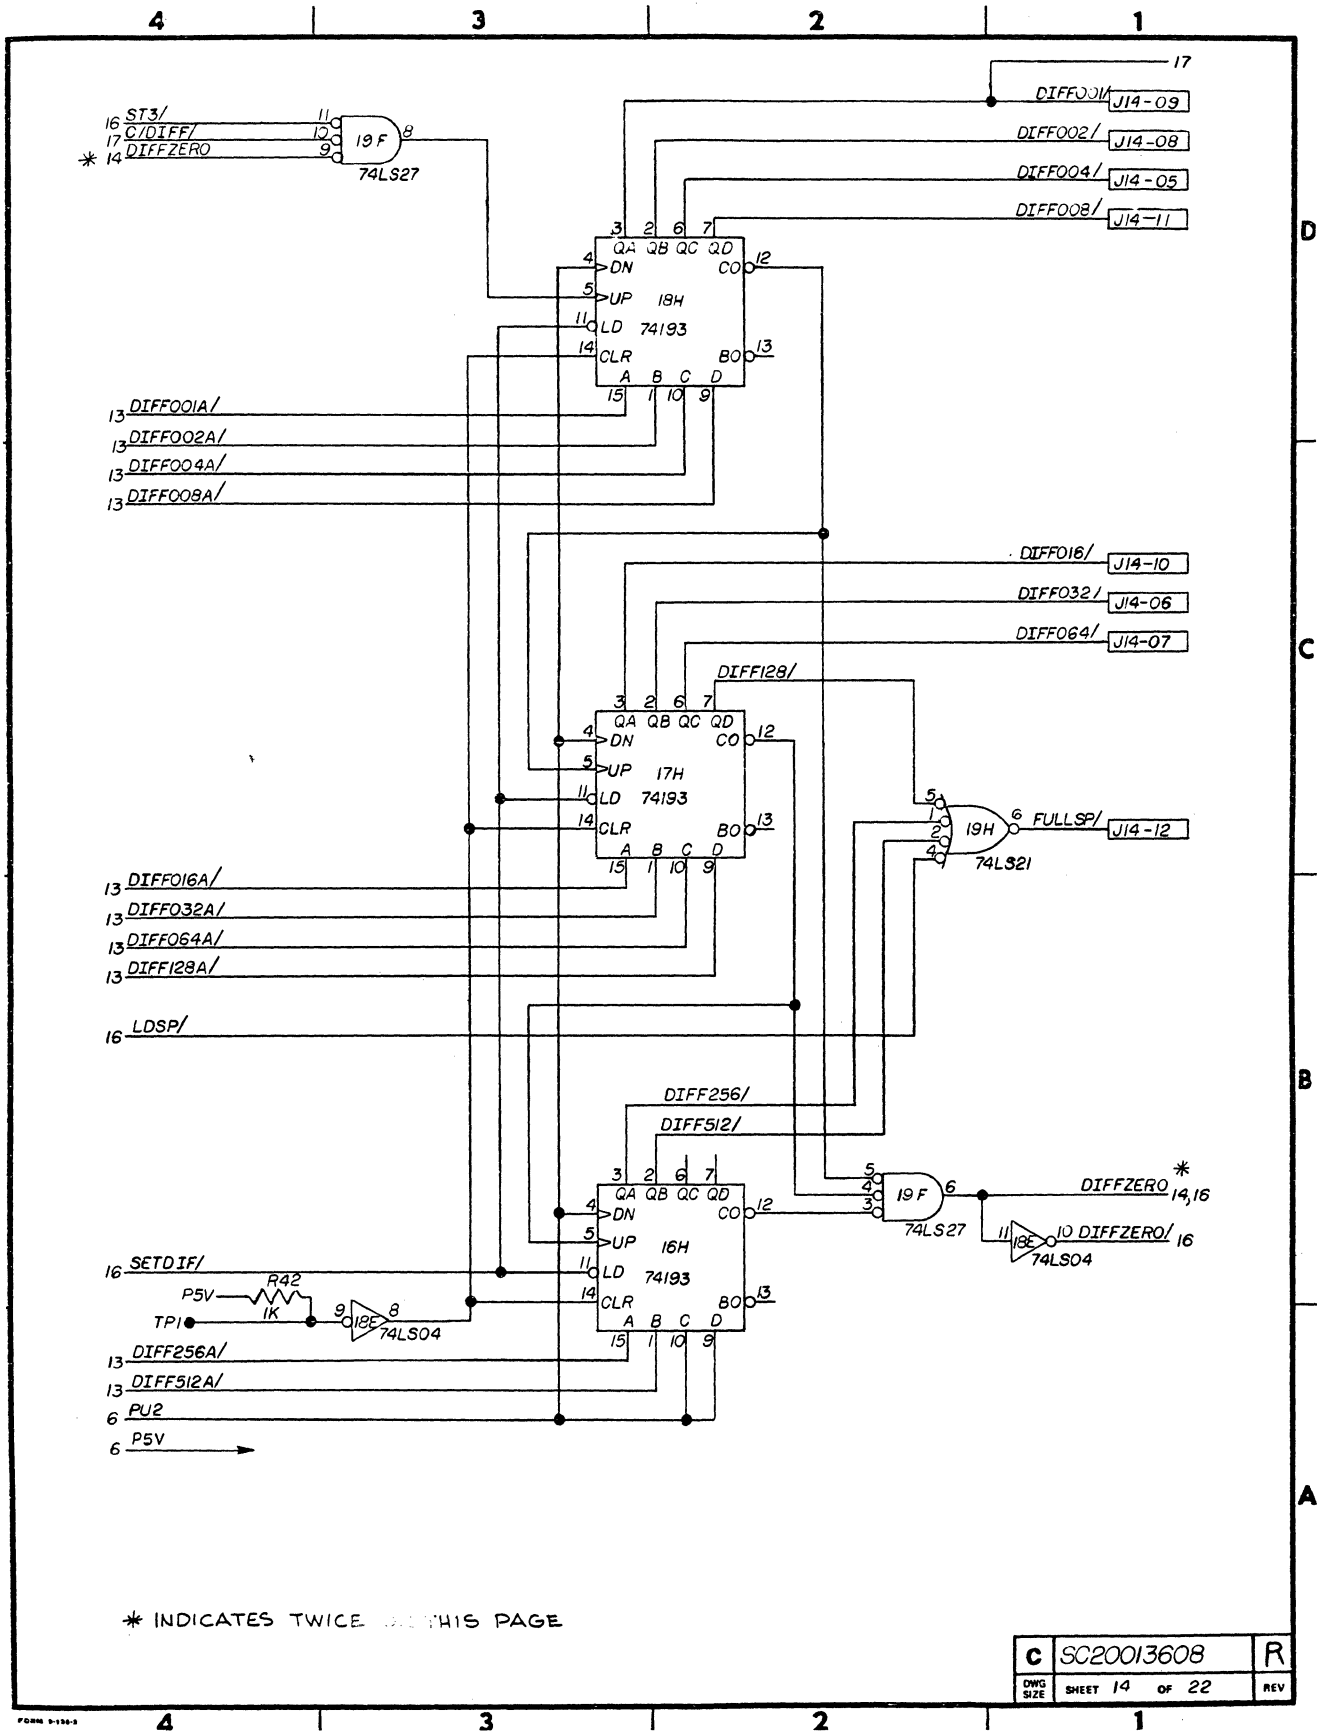 4 3 2 1
17
DIFF001/ J14-09
16 ST3/ 11
17 C/DIFF/ 10 19F 8
* 14 DIFFZERO 9
74LS27
DIFF002/ J14-08
DIFF004/ J14-05
DIFF008/ J14-11
D
3 2 6 7
QA QB QC QD
4 DN CO 12
5 UP 18H
11 LD 74193
14 CLR BO 13
A B C D
15 1 10 9
13 DIFF001A/
13 DIFF002A/
13 DIFF004A/
13 DIFF008A/
DIFF016/ J14-10
DIFF032/ J14-06
DIFF064/ J14-07
C
DIFF128/
3 2 6 7
QA QB QC QD
4 DN CO 12
5 UP 17H
11 LD 74193
14 CLR BO 13
A B C D
15 1 10 9
5
1
2
4
19H 6 FULLSP/ J14-12
74LS21
13 DIFF016A/
13 DIFF032A/
13 DIFF064A/
13 DIFF128A/
16 LDSP/
B
DIFF256/
DIFF512/
3 2 6 7
QA QB QC QD
4 DN CO 12
5 UP 16H
11 LD 74193
14 CLR BO 13
A B C D
15 1 10 9
5
4
3
19F 6
74LS27
*
DIFFZERO 14,16
11 18E 10 DIFFZERO/ 16
74LS04
16 SETDIF/
P5V R42
1K
TP1 9 18E 8
74LS04
13 DIFF256A/
13 DIFF512A/
6 PU2
6 P5V
A
* INDICATES TWICE THIS PAGE
C SC20013608 R
DWG SIZE SHEET 14 OF 22 REV
4 3 2 1